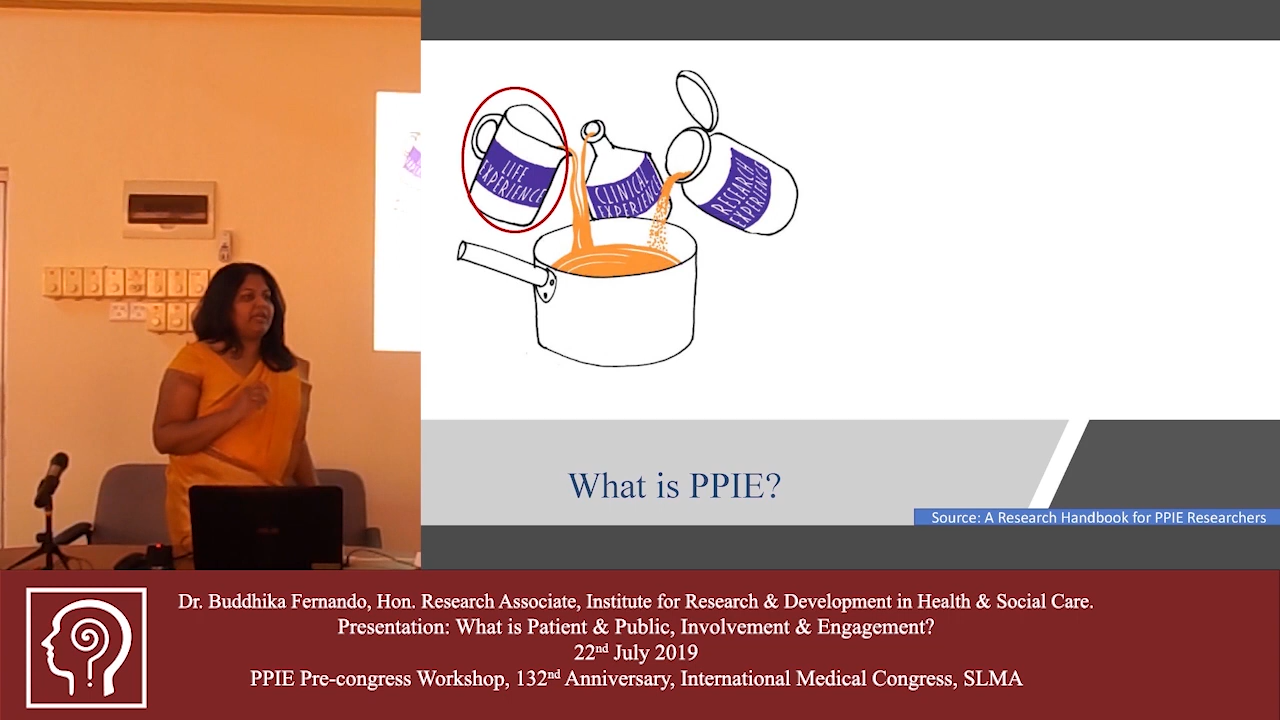 LIFE
EXPERIENCE
CLINICAL
EXPERIENCE
RESEARCH
EXPERIENCE
What is PPIE?
Source: A Research Handbook for PPIE Researchers
Dr. Buddhika Fernando, Hon. Research Associate, Institute for Research & Development in Health & Social Care.
Presentation: What is Patient & Public, Involvement & Engagement?
22nd July 2019
PPIE Pre-congress Workshop, 132nd Anniversary, International Medical Congress, SLMA